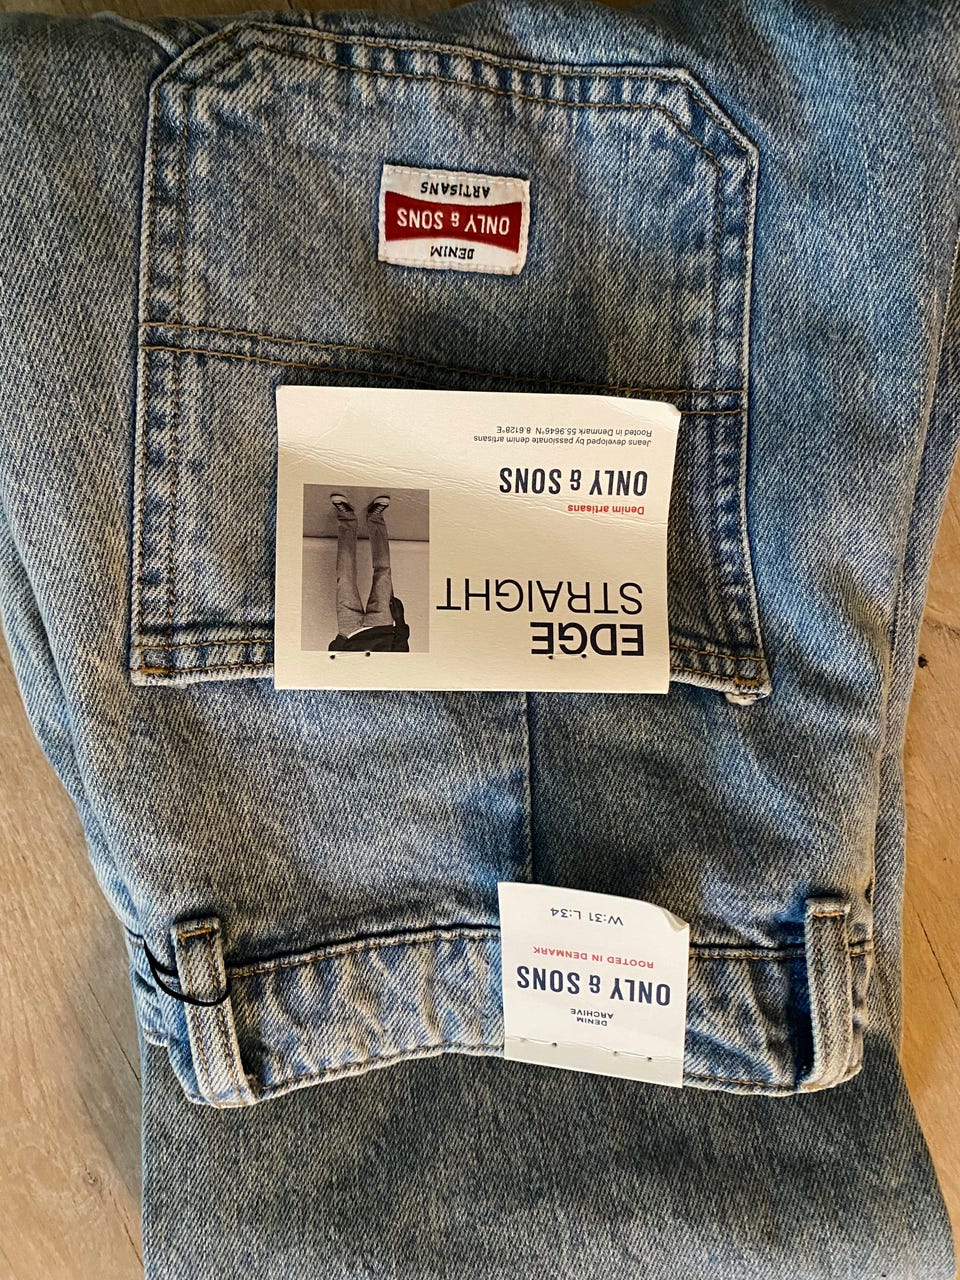 DENIM
ARCHIVE
ONLY & SONS
ROOTED IN DENMARK
W:31 L:34
EDGE
STRAIGHT
Denim artisans
ONLY & SONS
Jeans developed by passionate denim artisans
Rooted in Denmark 55.9646°N 8.6128°E
DENIM
ONLY & SONS
ARTISANS